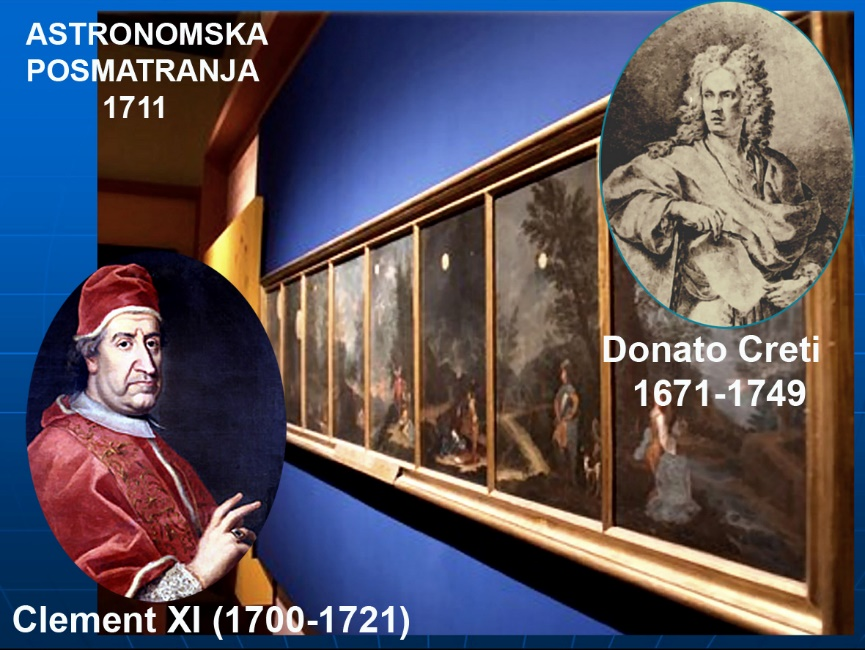 ASTRONOMSKA
POSMATRANJA
1711
Donato Creti
1671-1749
Clement XI (1700-1721)